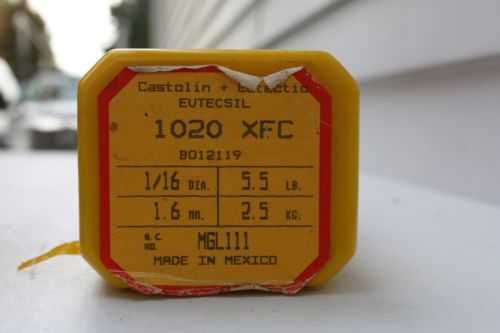 Castolin + Eutectic
EUTECSIL
1020 XFC
B012119
1/16 DIA. 5.5 LB.
1.6 MM. 2.5 KG.
Q.C. NO. MGL111
MADE IN MEXICO